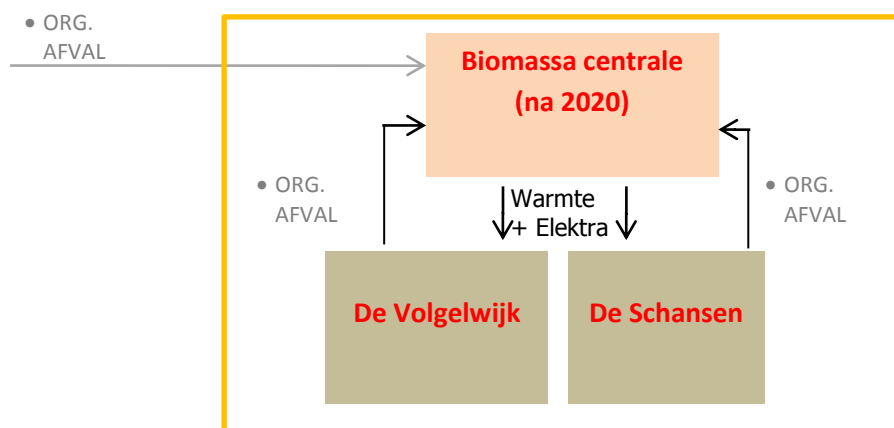 • ORG.
AFVAL
Biomassa centrale
(na 2020)
• ORG.
AFVAL
Warmte
+ Elektra
• ORG.
AFVAL
De Volgelwijk
De Schansen